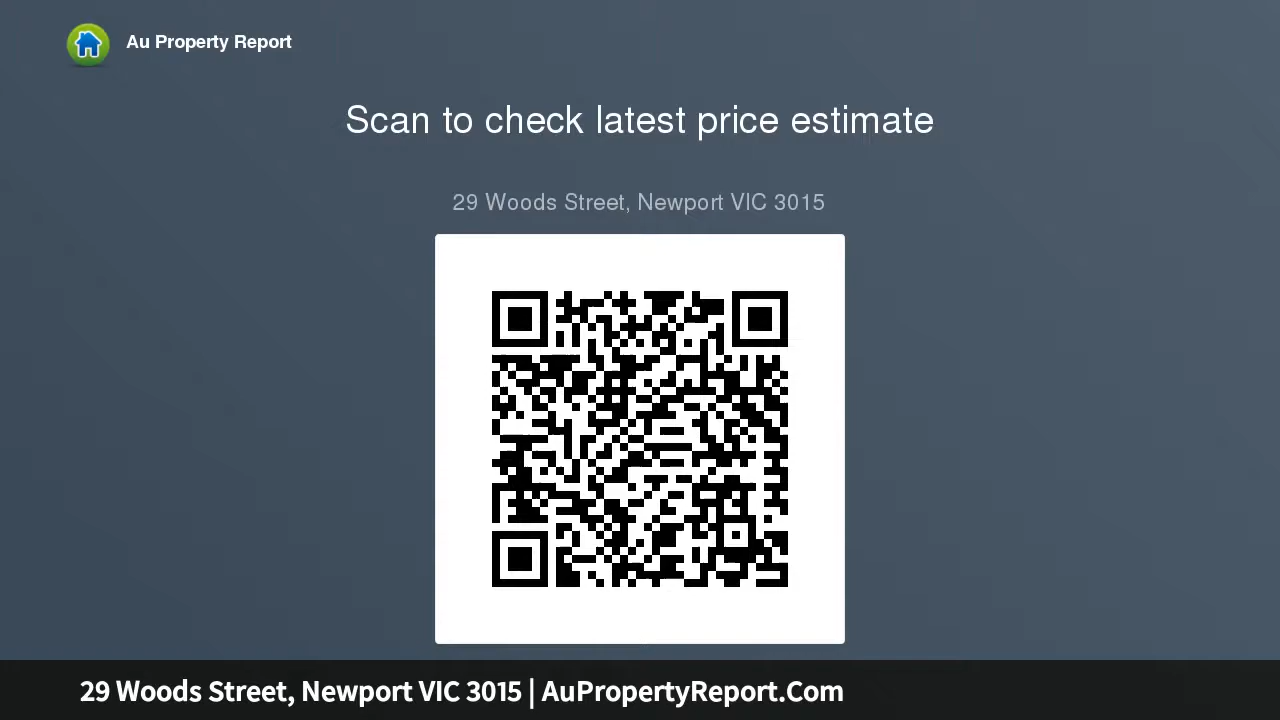 Au Property Report
Scan to check latest price estimate
29 Woods Street, Newport VIC 3015
29 Woods Street, Newport VIC 3015 | AuPropertyReport.Com